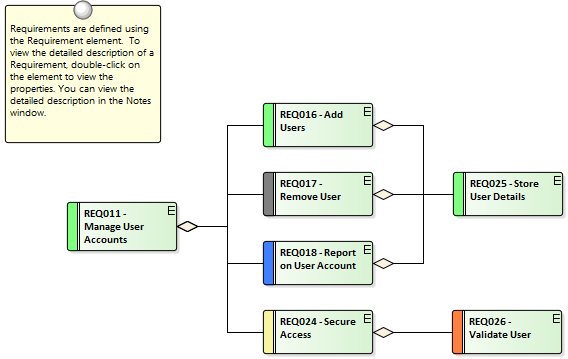 Requirements are defined using
the Requirement element.  To
view the detailed description of a
Requirement, double-click on
the element to view the
properties. You can view the
detailed description in the Notes
window.
REQ016 - Add
Users
REQ017 -
Remove User
REQ025 - Store
User Details
REQ011 -
Manage User
Accounts
REQ018 - Report
on User Account
REQ024 - Secure
Access
REQ026 -
Validate User